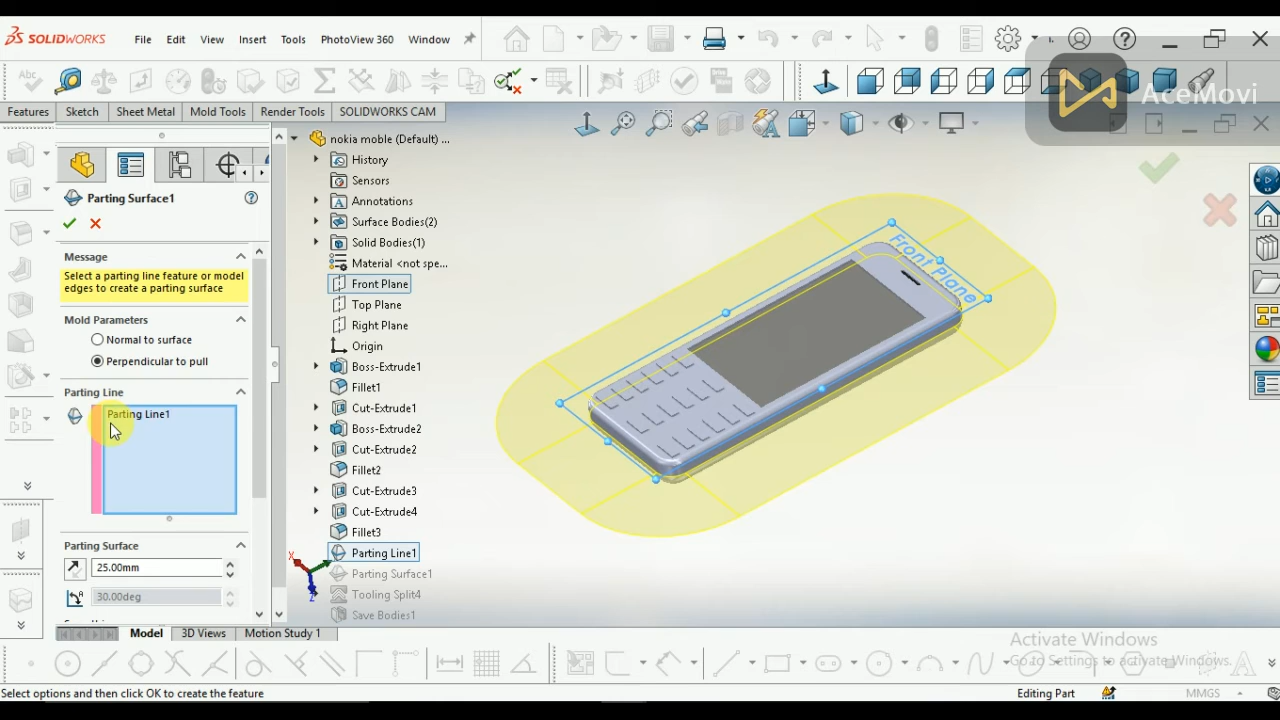 SOLIDWORKS File Edit View Insert Tools PhotoView 360 Window
AceMovi
Features Sketch Sheet Metal Mold Tools Render Tools SOLIDWORKS CAM
Parting Surface1
Message
Select a parting line feature or model
edges to create a parting surface
Mold Parameters
Normal to surface
Perpendicular to pull
Parting Line
Parting Line1
Parting Surface
25.00mm
30.00deg
nokia moble (Default) ...
History
Sensors
Annotations
Surface Bodies(2)
Solid Bodies(1)
Material <not spe...
Front Plane
Top Plane
Right Plane
Origin
Boss-Extrude1
Fillet1
Cut-Extrude1
Boss-Extrude2
Cut-Extrude2
Fillet2
Cut-Extrude3
Cut-Extrude4
Fillet3
Parting Line1
Parting Surface1
Tooling Split4
Save Bodies1
Front Plane
X
Z
Model 3D Views Motion Study 1
Activate Windows
Go to Settings to activate Windows.
Select options and then click OK to create the feature
Editing Part
MMGS